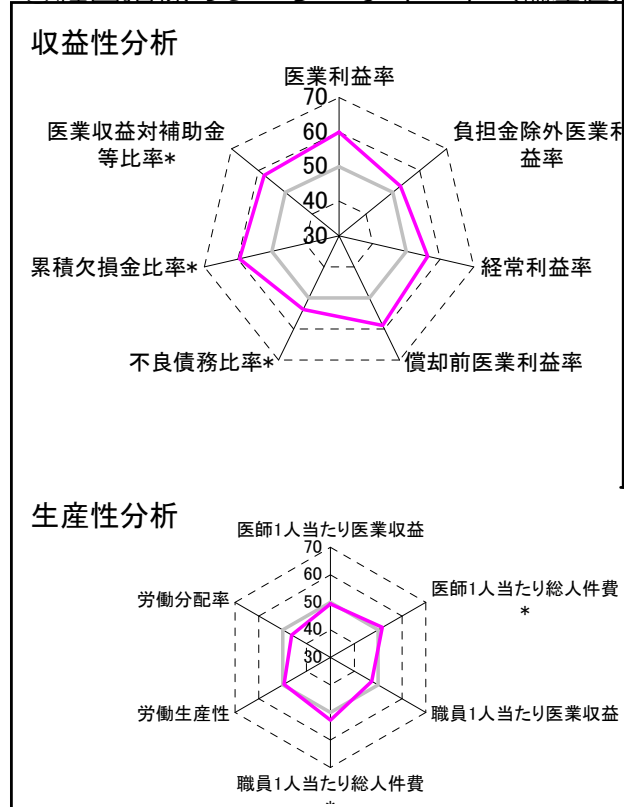 収益性分析
医業利益率
70
60
50
40
30
医業収益対補助金
等比率*
負担金除外医業利
益率
累積欠損金比率*
経常利益率
不良債務比率*
償却前医業利益率
生産性分析
医師1人当たり医業収益
70
60
50
40
30
労働分配率
医師1人当たり総人件費
*
労働生産性
職員1人当たり医業収益
職員1人当たり総人件費
*